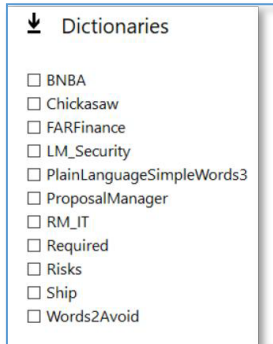 Dictionaries
BNBA
Chickasaw
FARFinance
LM_Security
PlainLanguageSimpleWords3
ProposalManager
RM_IT
Required
Risks
Ship
Words2Avoid